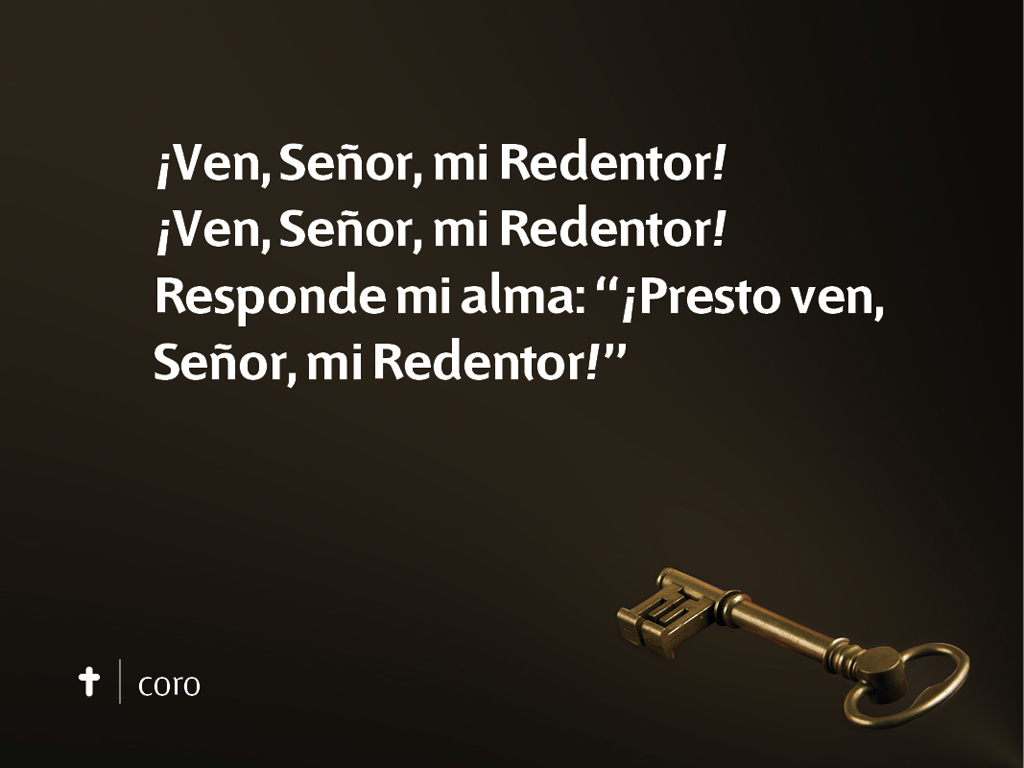 ¡Ven, Señor, mi Redentor!
¡Ven, Señor, mi Redentor!
Responde mi alma: “¡Presto ven,
Señor, mi Redentor!”
coro